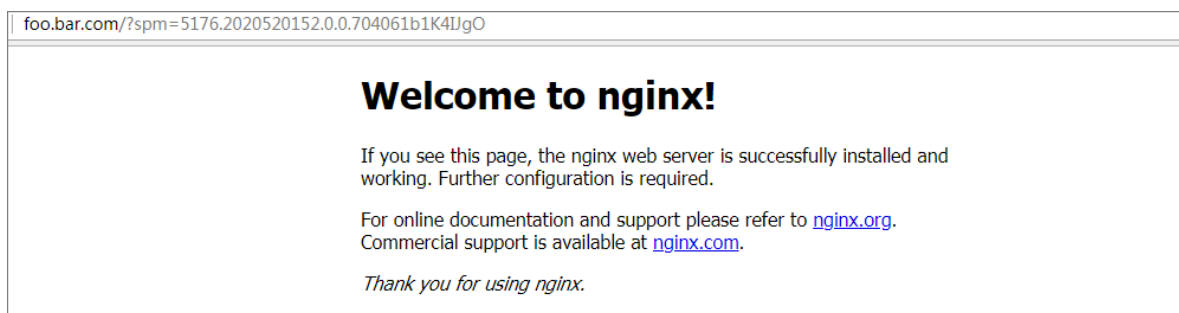 foo.bar.com/?spm=5176.2020520152.0.0.704061b1K4IJgO
Welcome to nginx!
If you see this page, the nginx web server is successfully installed and
working. Further configuration is required.
For online documentation and support please refer to nginx.org.
Commercial support is available at nginx.com.
Thank you for using nginx.